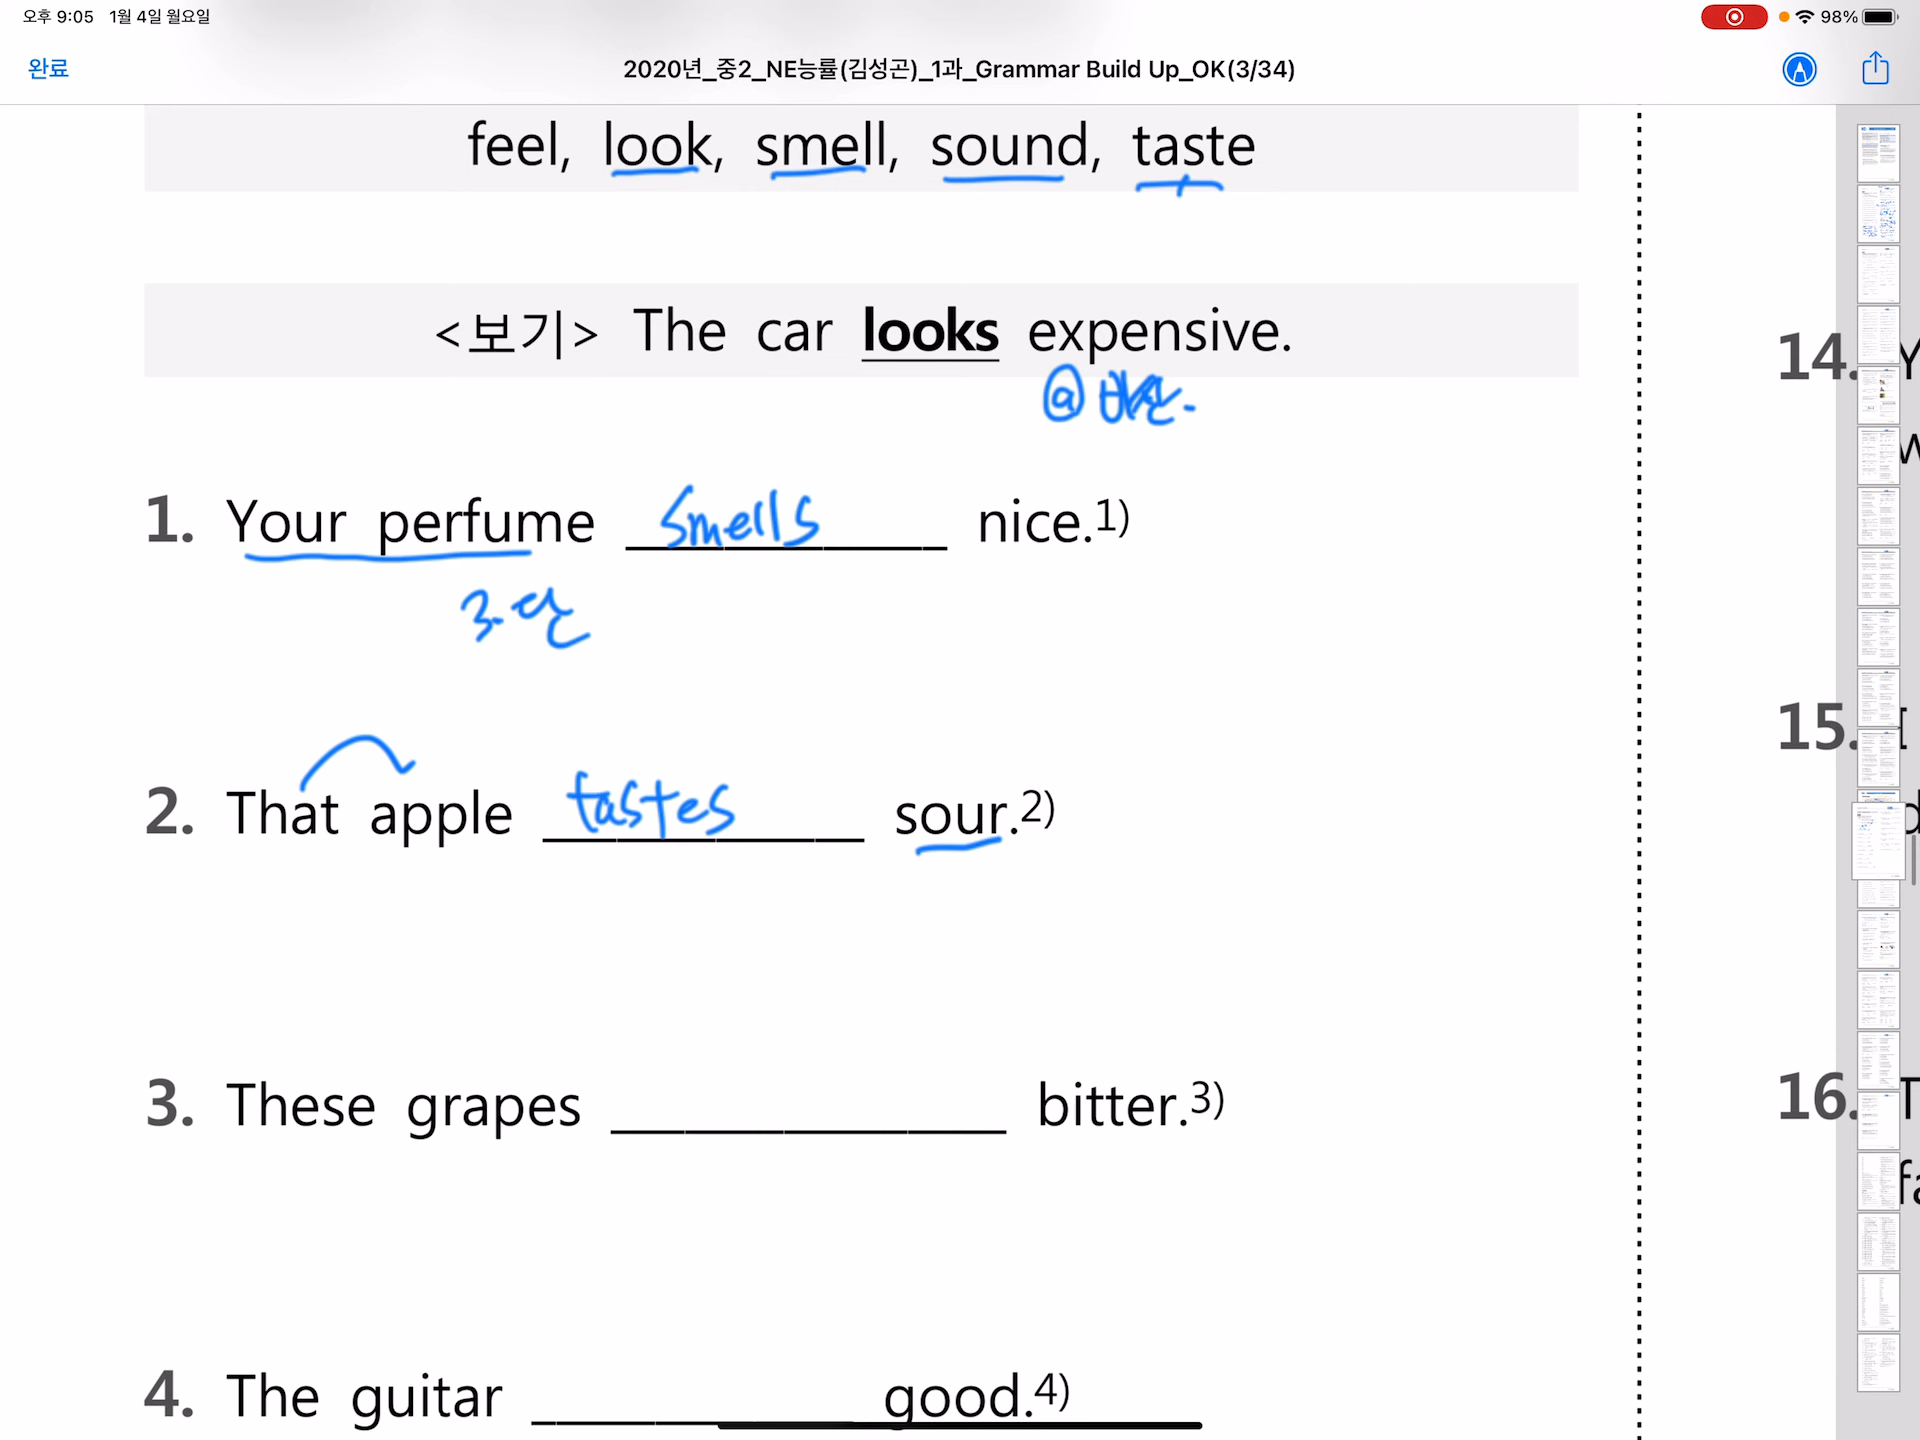 오후 9:05 1월 4일 월요일
98%
완료
2020년_중2_NE능률(김성곤)_1과_Grammar Build Up_OK(3/34)
feel, look, smell, sound, taste
<보기> The car looks expensive.
ⓐ 비싼.
1. Your perfume smells nice.1)
3.단
2. That apple tastes sour.2)
3. These grapes ____________ bitter.3)
4. The guitar ____________ good.4)
14. Y
w
15. I
d
16. T
fa